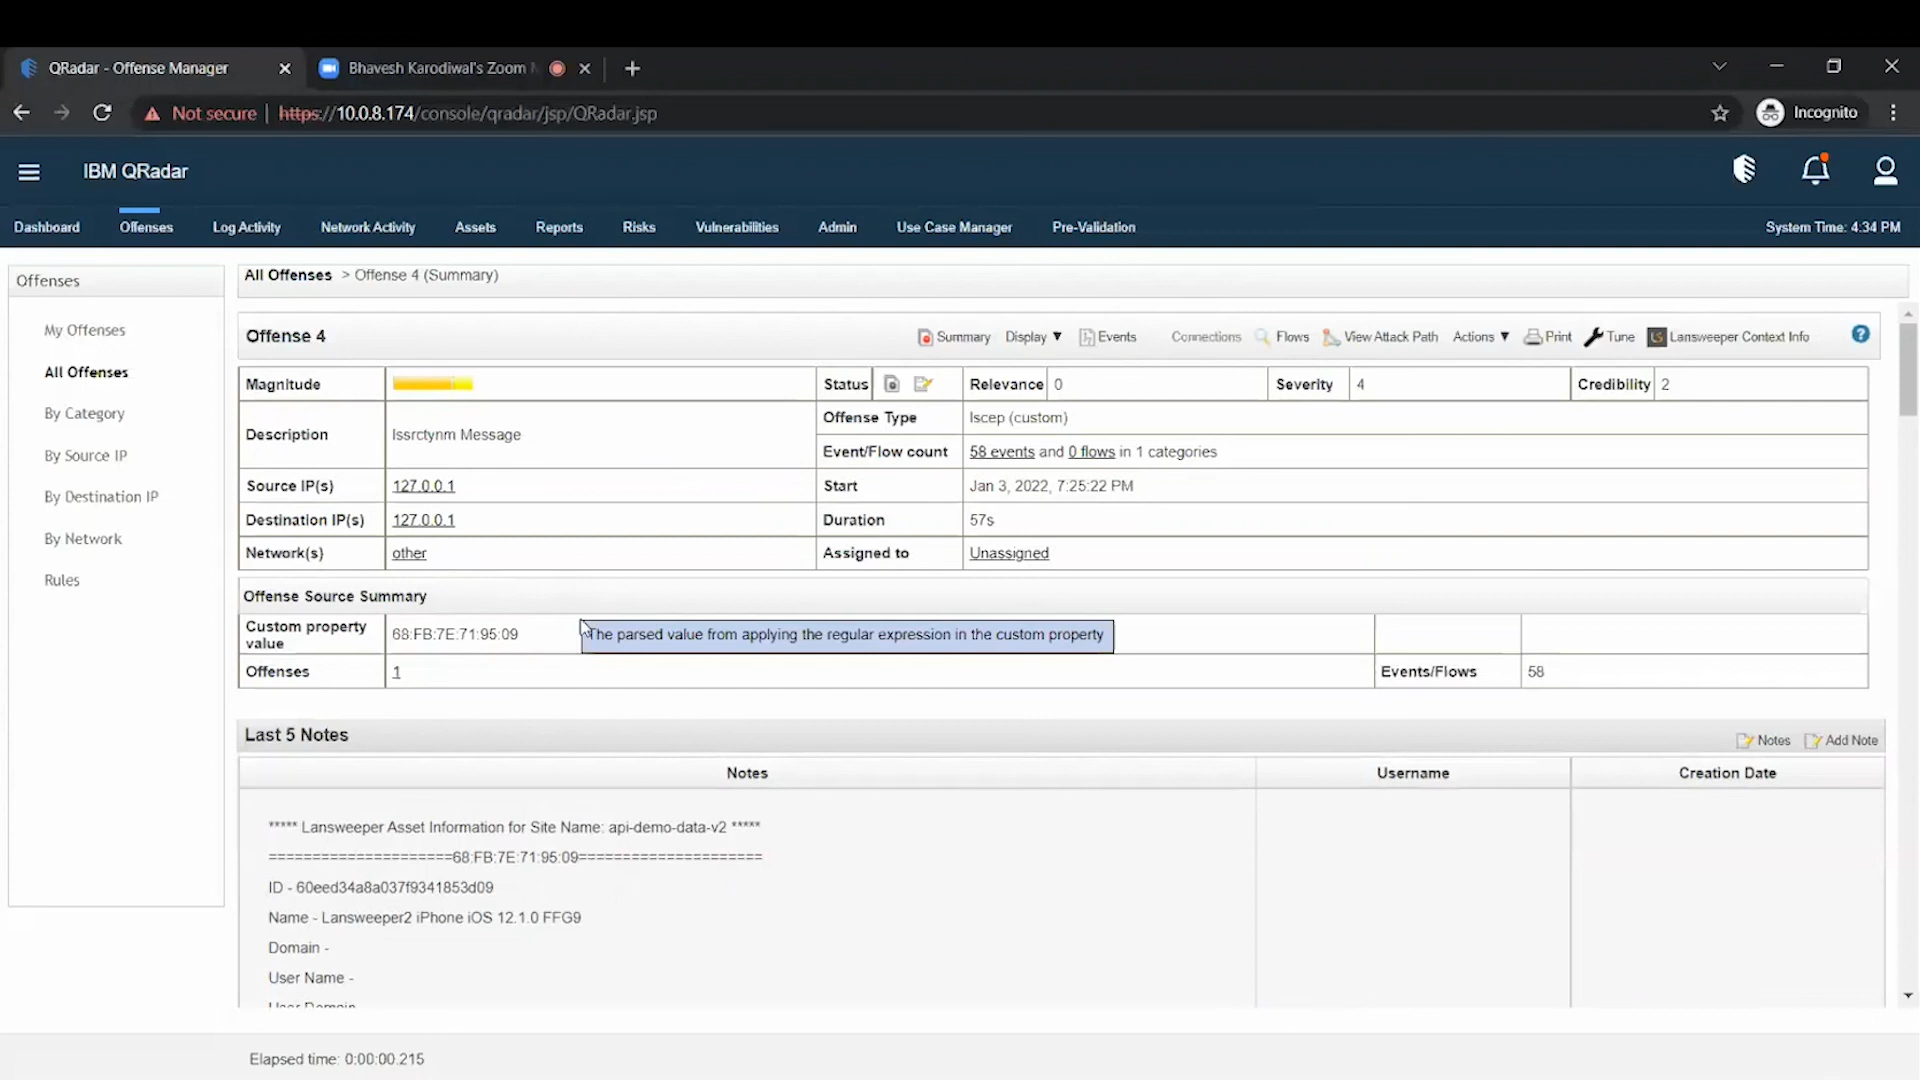 QRadar - Offense Manager
Bhavesh Karodiwal's Zoom
Not secure | https://10.0.8.174/console/qradar/jsp/QRadar.jsp
Incognito
IBM QRadar
Dashboard Offenses Log Activity Network Activity Assets Reports Risks Vulnerabilities Admin Use Case Manager Pre-Validation System Time: 4:34 PM
Offenses
My Offenses
All Offenses
By Category
By Source IP
By Destination IP
By Network
Rules
All Offenses > Offense 4 (Summary)
Offense 4 Summary Display ▼ Events Connections Flows View Attack Path Actions ▼ Print Tune Lansweeper Context Info ?
Magnitude Status Relevance 0 Severity 4 Credibility 2
Description lssrctynm Message
Offense Type lscep (custom)
Event/Flow count 58 events and 0 flows in 1 categories
Source IP(s) 127.0.0.1 Start Jan 3, 2022, 7:25:22 PM
Destination IP(s) 127.0.0.1 Duration 57s
Network(s) other Assigned to Unassigned
Offense Source Summary
Custom property value 68:FB:7E:71:95:09 The parsed value from applying the regular expression in the custom property
Offenses 1 Events/Flows 58
Last 5 Notes Notes Add Note
Notes Username Creation Date
***** Lansweeper Asset Information for Site Name: api-demo-data-v2 *****
=====================68:FB:7E:71:95:09=====================
ID - 60eed34a8a037f9341853d09
Name - Lansweeper2 iPhone iOS 12.1.0 FFG9
Domain -
User Name -
User Domain
Elapsed time: 0:00:00.215